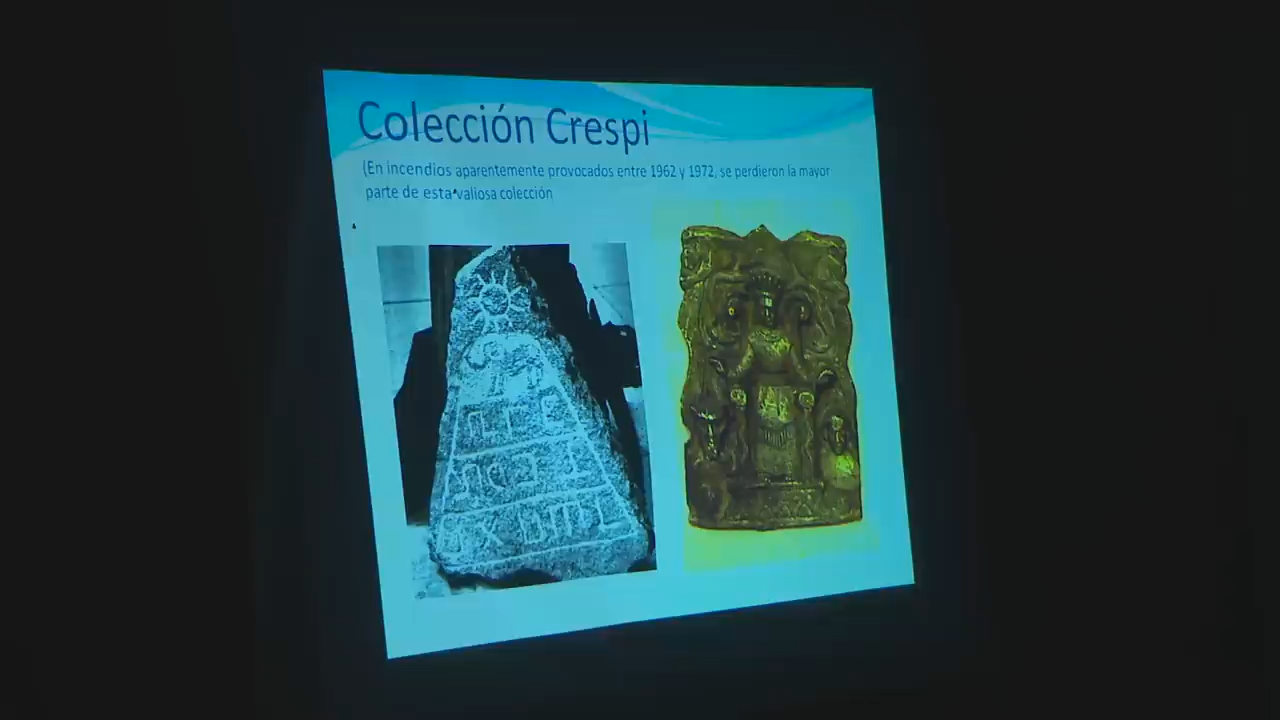 Colección Crespi
(En incendios aparentemente provocados entre 1962 y 1972, se perdieron la mayor
parte de esta valiosa colección